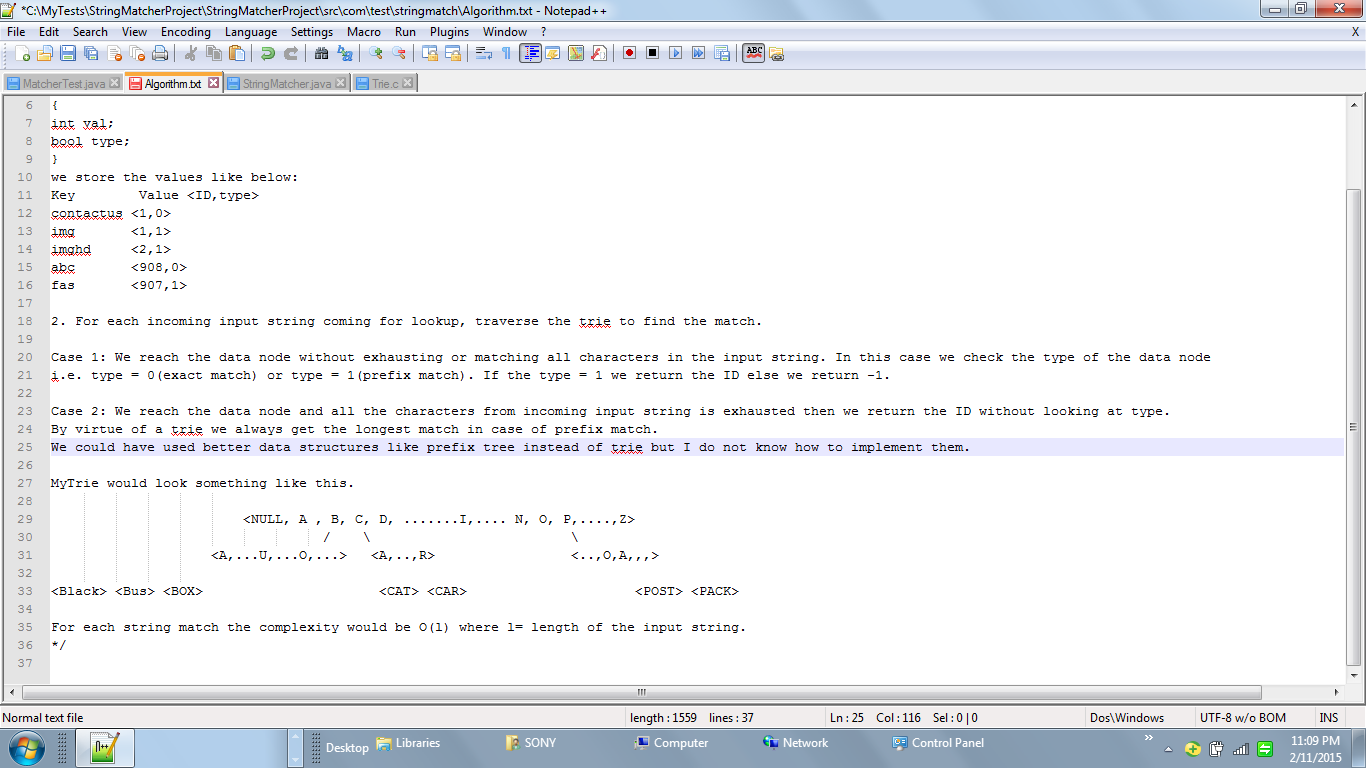 *C:\MyTests\StringMatcherProject\StringMatcherProject\src\com\test\stringmatch\Algorithm.txt - Notepad++
File Edit Search View Encoding Language Settings Macro Run Plugins Window ? X
MatcherTest.java Algorithm.txt StringMatcher.java Trie.c
6 {
7 int val;
8 bool type;
9 }
10 we store the values like below:
11 Key Value <ID,type>
12 contactus <1,0>
13 img <1,1>
14 imghd <2,1>
15 abc <908,0>
16 fas <907,1>
17
18 2. For each incoming input string coming for lookup, traverse the trie to find the match.
19
20 Case 1: We reach the data node without exhausting or matching all characters in the input string. In this case we check the type of the data node
21 i.e. type = 0(exact match) or type = 1(prefix match). If the type = 1 we return the ID else we return -1.
22
23 Case 2: We reach the data node and all the characters from incoming input string is exhausted then we return the ID without looking at type.
24 By virtue of a trie we always get the longest match in case of prefix match.
25 We could have used better data structures like prefix tree instead of trie but I do not know how to implement them.
26
27 MyTrie would look something like this.
28
29 <NULL, A , B, C, D, .......I,.... N, O, P,....,Z>
30 / \ \
31 <A,...U,...O,...> <A,..,R> <..,O,A,,,>
32
33 <Black> <Bus> <BOX> <CAT> <CAR> <POST> <PACK>
34
35 For each string match the complexity would be O(l) where l= length of the input string.
36 */
37
Normal text file length : 1559 lines : 37 Ln : 25 Col : 116 Sel : 0 | 0 Dos\Windows UTF-8 w/o BOM INS
Desktop Libraries SONY Computer Network Control Panel » 11:09 PM
2/11/2015